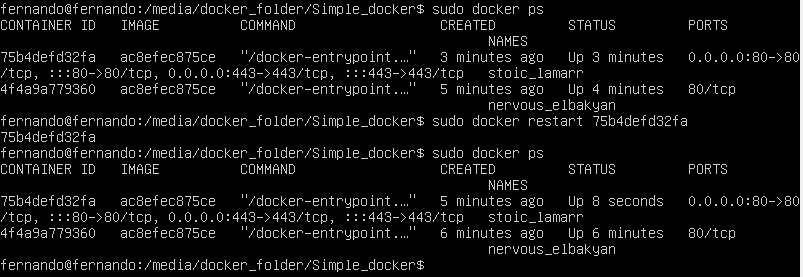 fernando@fernando:/media/docker_folder/Simple_docker$ sudo docker ps
CONTAINER ID   IMAGE          COMMAND                  CREATED         STATUS         PORTS
                                              NAMES
75b4defd32fa   ac8efec875ce   "/docker-entrypoint.…"   3 minutes ago   Up 3 minutes   0.0.0.0:80->80
/tcp, :::80->80/tcp, 0.0.0.0:443->443/tcp, :::443->443/tcp   stoic_lamarr
4f4a9a779360   ac8efec875ce   "/docker-entrypoint.…"   5 minutes ago   Up 4 minutes   80/tcp
                                              nervous_elbakyan
fernando@fernando:/media/docker_folder/Simple_docker$ sudo docker restart 75b4defd32fa
75b4defd32fa
fernando@fernando:/media/docker_folder/Simple_docker$ sudo docker ps
CONTAINER ID   IMAGE          COMMAND                  CREATED         STATUS         PORTS
                                              NAMES
75b4defd32fa   ac8efec875ce   "/docker-entrypoint.…"   5 minutes ago   Up 8 seconds   0.0.0.0:80->80
/tcp, :::80->80/tcp, 0.0.0.0:443->443/tcp, :::443->443/tcp   stoic_lamarr
4f4a9a779360   ac8efec875ce   "/docker-entrypoint.…"   6 minutes ago   Up 6 minutes   80/tcp
                                              nervous_elbakyan
fernando@fernando:/media/docker_folder/Simple_docker$